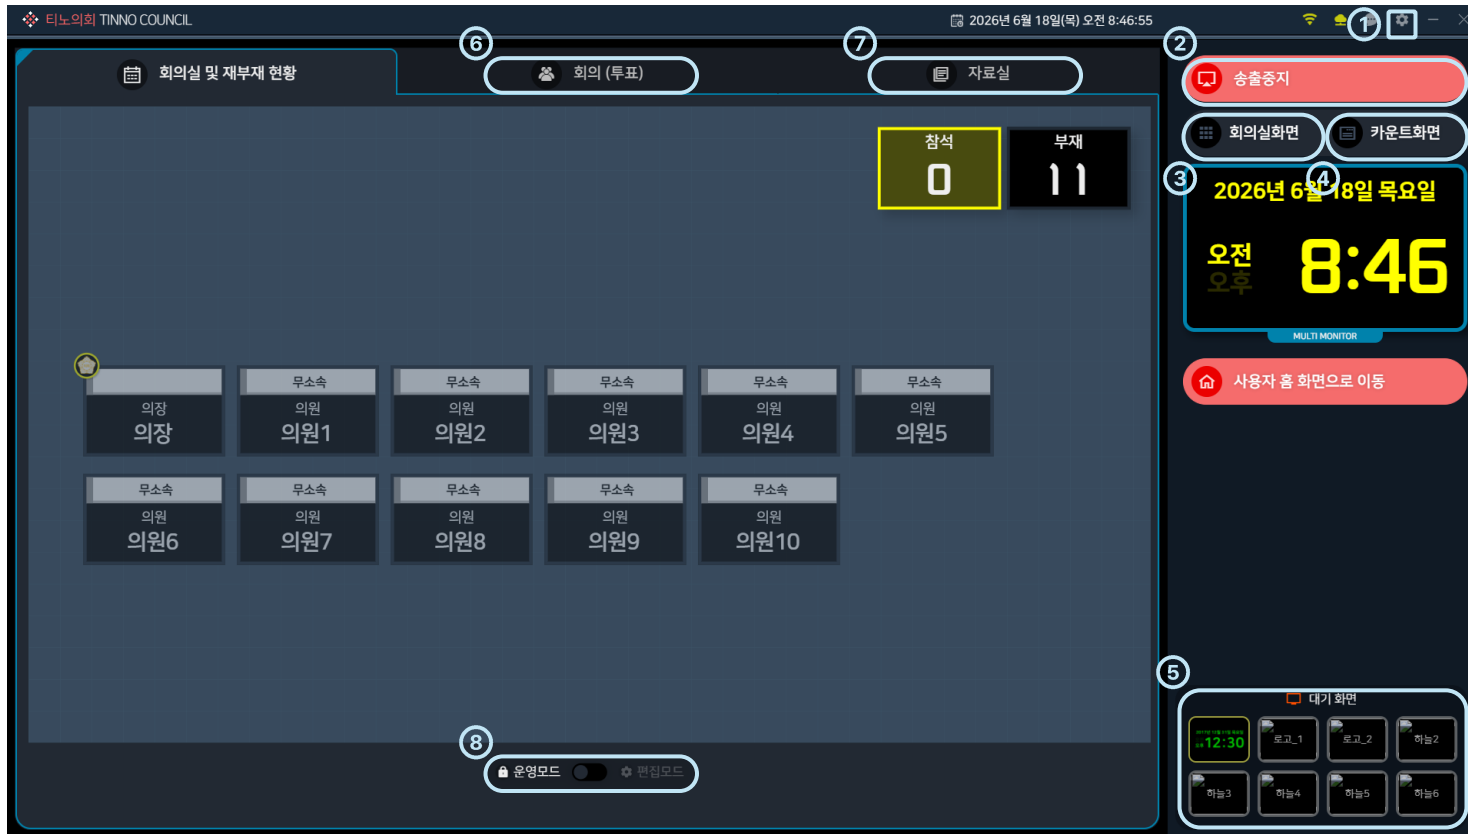 티노의회 TINNO COUNCIL
2026년 6월 18일(목) 오전 8:46:55
1
회의실 및 재부재 현황
6
회의 (투표)
7
자료실
2
송출중지
회의실화면
카운트화면
3
4
참석
0
부재
11
2026년 6월 18일 목요일
오전
오후
8:46
MULTI MONITOR
사용자 홈 화면으로 이동
의장
의장
무소속
의원
의원1
무소속
의원
의원2
무소속
의원
의원3
무소속
의원
의원4
무소속
의원
의원5
무소속
의원
의원6
무소속
의원
의원7
무소속
의원
의원8
무소속
의원
의원9
무소속
의원
의원10
8
운영모드
편집모드
5
대기 화면
12:30
로고_1
로고_2
하늘2
하늘3
하늘4
하늘5
하늘6